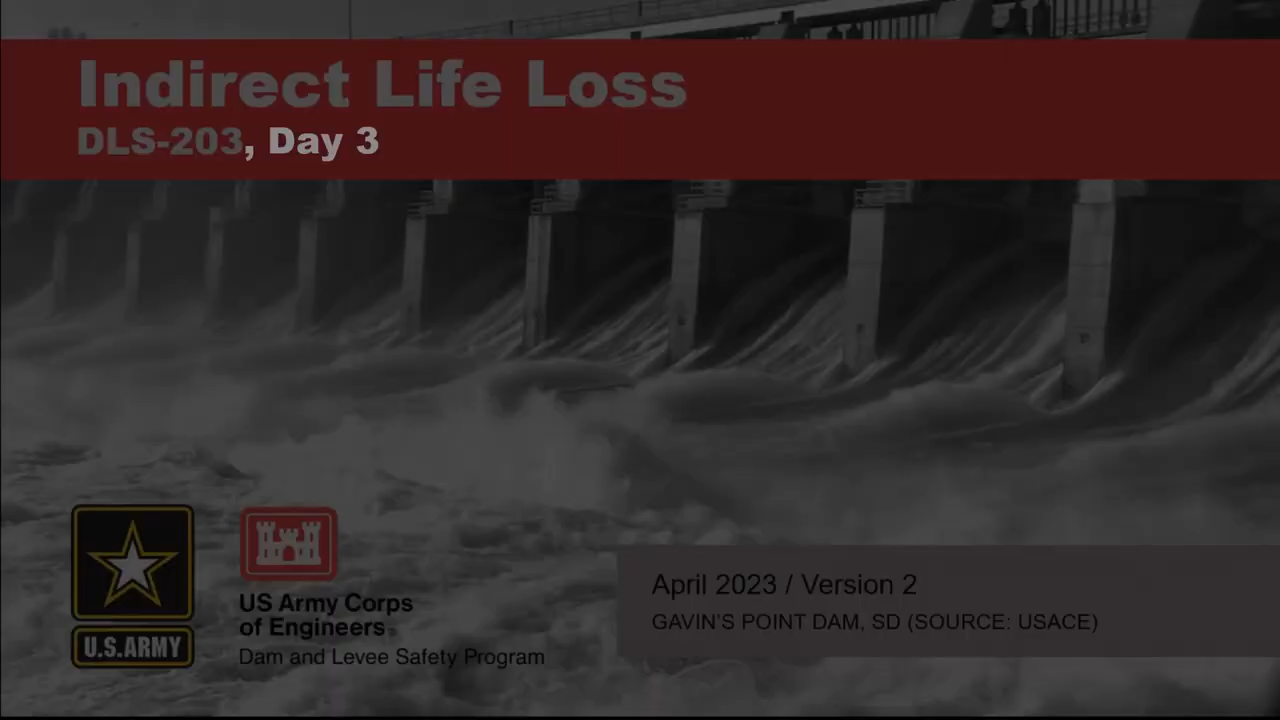 Indirect Life Loss
DLS-203, Day 3
U.S.ARMY
US Army Corps
of Engineers
Dam and Levee Safety Program
April 2023 / Version 2
GAVIN'S POINT DAM, SD (SOURCE: USACE)